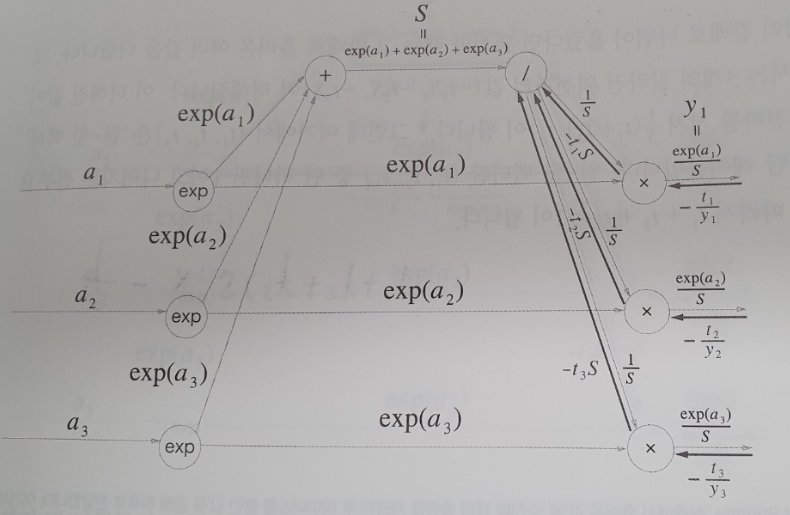 S
=
exp(a₁) + exp(a₂) + exp(a₃)
+
/
exp(a₁)
1/S
-t₁S
y₁
=
a₁
exp
exp(a₁)
×
exp(a₁)/S
- t₁/y₁
exp(a₂)
-t₂S
1/S
a₂
exp
exp(a₂)
×
exp(a₂)/S
- t₂/y₂
exp(a₃)
-t₃S
1/S
a₃
exp
exp(a₃)
×
exp(a₃)/S
- t₃/y₃